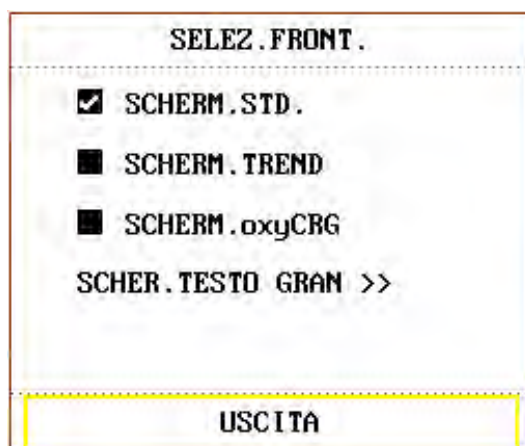 SELEZ.FRONT.
SCHERM.STD.
SCHERM.TREND
SCHERM.oxyCRG
SCHER.TESTO GRAN >>
USCITA